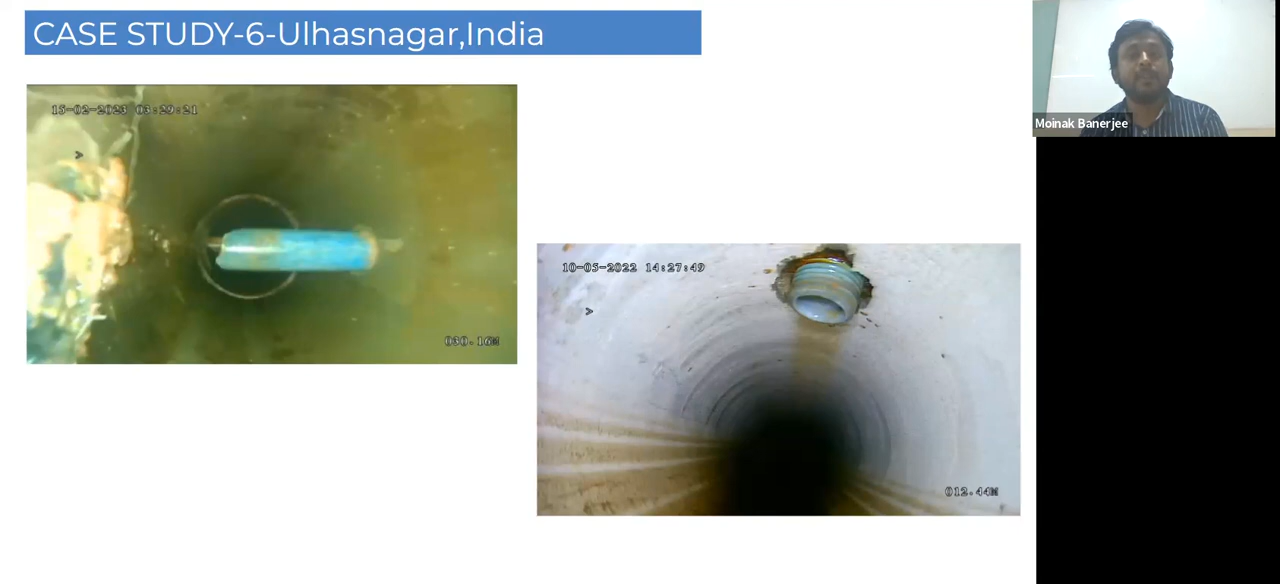 CASE STUDY-6-Ulhasnagar,India
15-02-2023 03:29:21
>
030.16M
Moinak Banerjee
10-05-2022 14:27:49
>
012.44M